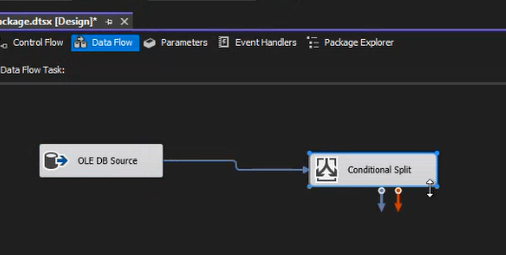 ackage.dtsx [Design]*
Control Flow Data Flow Parameters Event Handlers Package Explorer
Data Flow Task:
OLE DB Source
Conditional Split